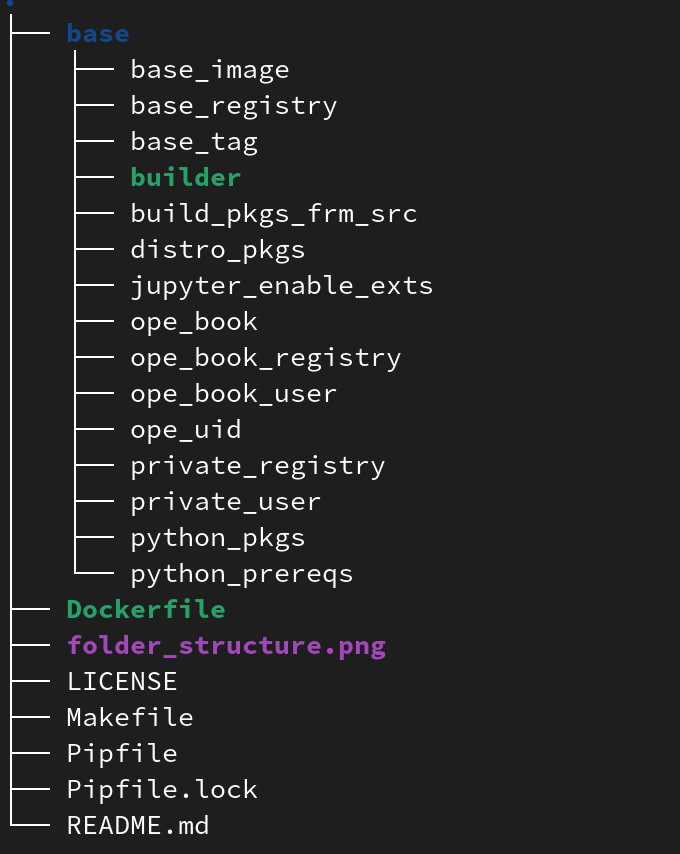 .
base
base_image
base_registry
base_tag
builder
build_pkgs_frm_src
distro_pkgs
jupyter_enable_exts
ope_book
ope_book_registry
ope_book_user
ope_uid
private_registry
private_user
python_pkgs
python_prereqs
Dockerfile
folder_structure.png
LICENSE
Makefile
Pipfile
Pipfile.lock
README.md